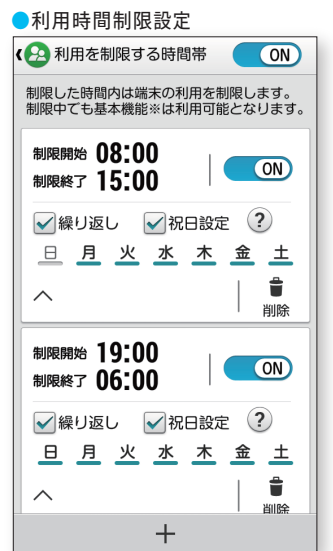 ●利用時間制限設定
利用を制限する時間帯 ON
制限した時間内は端末の利用を制限します。
制限中でも基本機能※は利用可能となります。
制限開始 08:00
制限終了 15:00
ON
繰り返し 祝日設定 ?
日 月 火 水 木 金 土
削除
制限開始 19:00
制限終了 06:00
ON
繰り返し 祝日設定 ?
日 月 火 水 木 金 土
削除
+